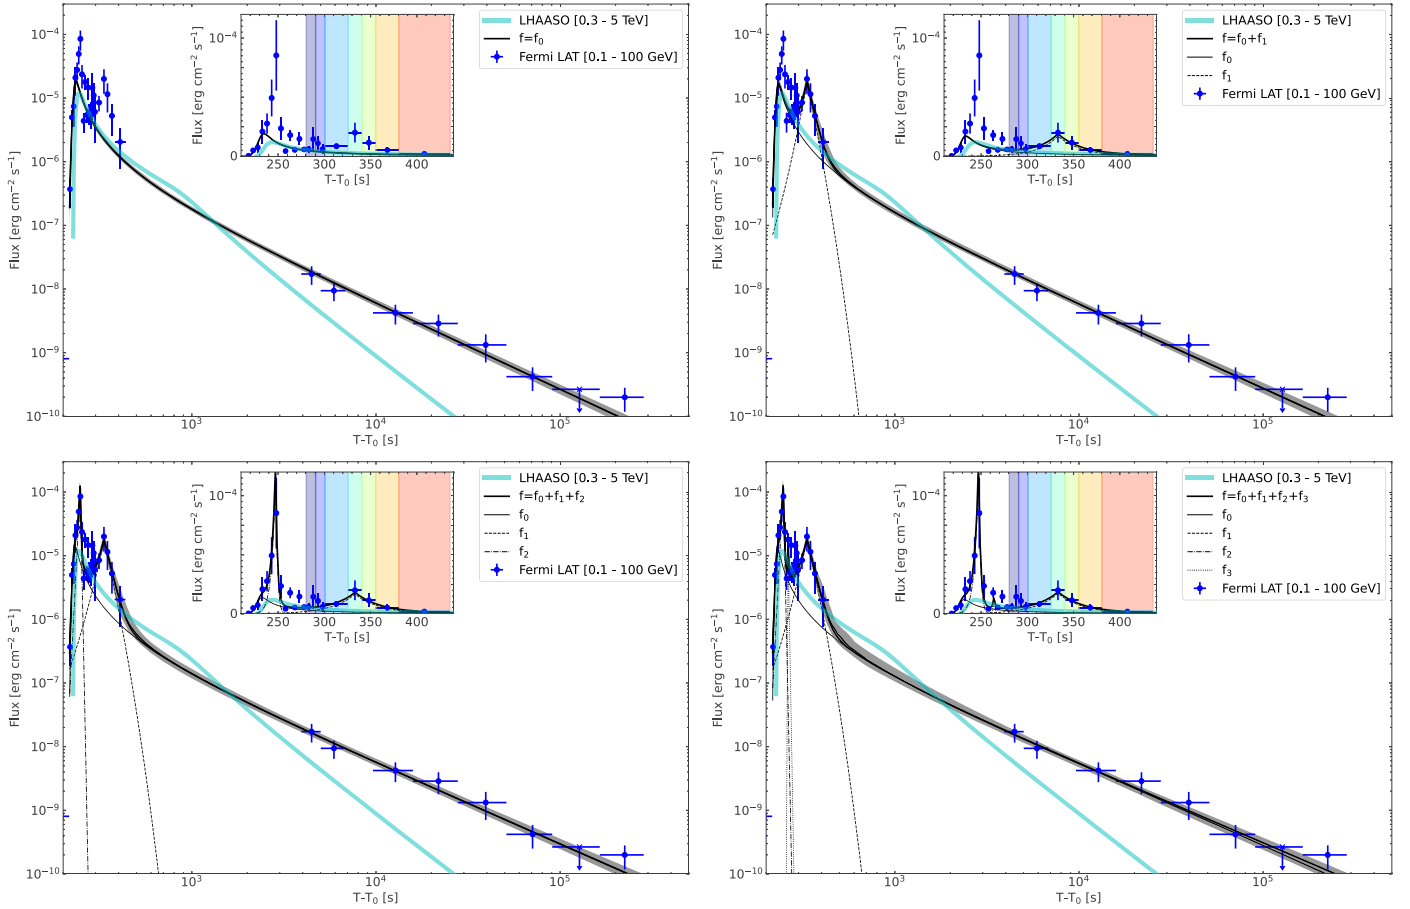 LHAASO [0.3 - 5 TeV]
f=f₀
Fermi LAT [0.1 - 100 GeV]
Flux [erg cm⁻² s⁻¹]
10⁻⁴
10⁻⁵
10⁻⁶
10⁻⁷
10⁻⁸
10⁻⁹
10⁻¹⁰
10³ 10⁴ 10⁵
T-T₀ [s]
Flux [erg cm⁻² s⁻¹]
10⁻⁴
0
250 300 350 400
T-T₀ [s]
LHAASO [0.3 - 5 TeV]
f=f₀+f₁
f₀
f₁
Fermi LAT [0.1 - 100 GeV]
Flux [erg cm⁻² s⁻¹]
10⁻⁴
10⁻⁵
10⁻⁶
10⁻⁷
10⁻⁸
10⁻⁹
10⁻¹⁰
10³ 10⁴ 10⁵
T-T₀ [s]
Flux [erg cm⁻² s⁻¹]
10⁻⁴
0
250 300 350 400
T-T₀ [s]
LHAASO [0.3 - 5 TeV]
f=f₀+f₁+f₂
f₀
f₁
f₂
Fermi LAT [0.1 - 100 GeV]
Flux [erg cm⁻² s⁻¹]
10⁻⁴
10⁻⁵
10⁻⁶
10⁻⁷
10⁻⁸
10⁻⁹
10⁻¹⁰
10³ 10⁴ 10⁵
T-T₀ [s]
Flux [erg cm⁻² s⁻¹]
10⁻⁴
0
250 300 350 400
T-T₀ [s]
LHAASO [0.3 - 5 TeV]
f=f₀+f₁+f₂+f₃
f₀
f₁
f₂
f₃
Fermi LAT [0.1 - 100 GeV]
Flux [erg cm⁻² s⁻¹]
10⁻⁴
10⁻⁵
10⁻⁶
10⁻⁷
10⁻⁸
10⁻⁹
10⁻¹⁰
10³ 10⁴ 10⁵
T-T₀ [s]
Flux [erg cm⁻² s⁻¹]
10⁻⁴
0
250 300 350 400
T-T₀ [s]